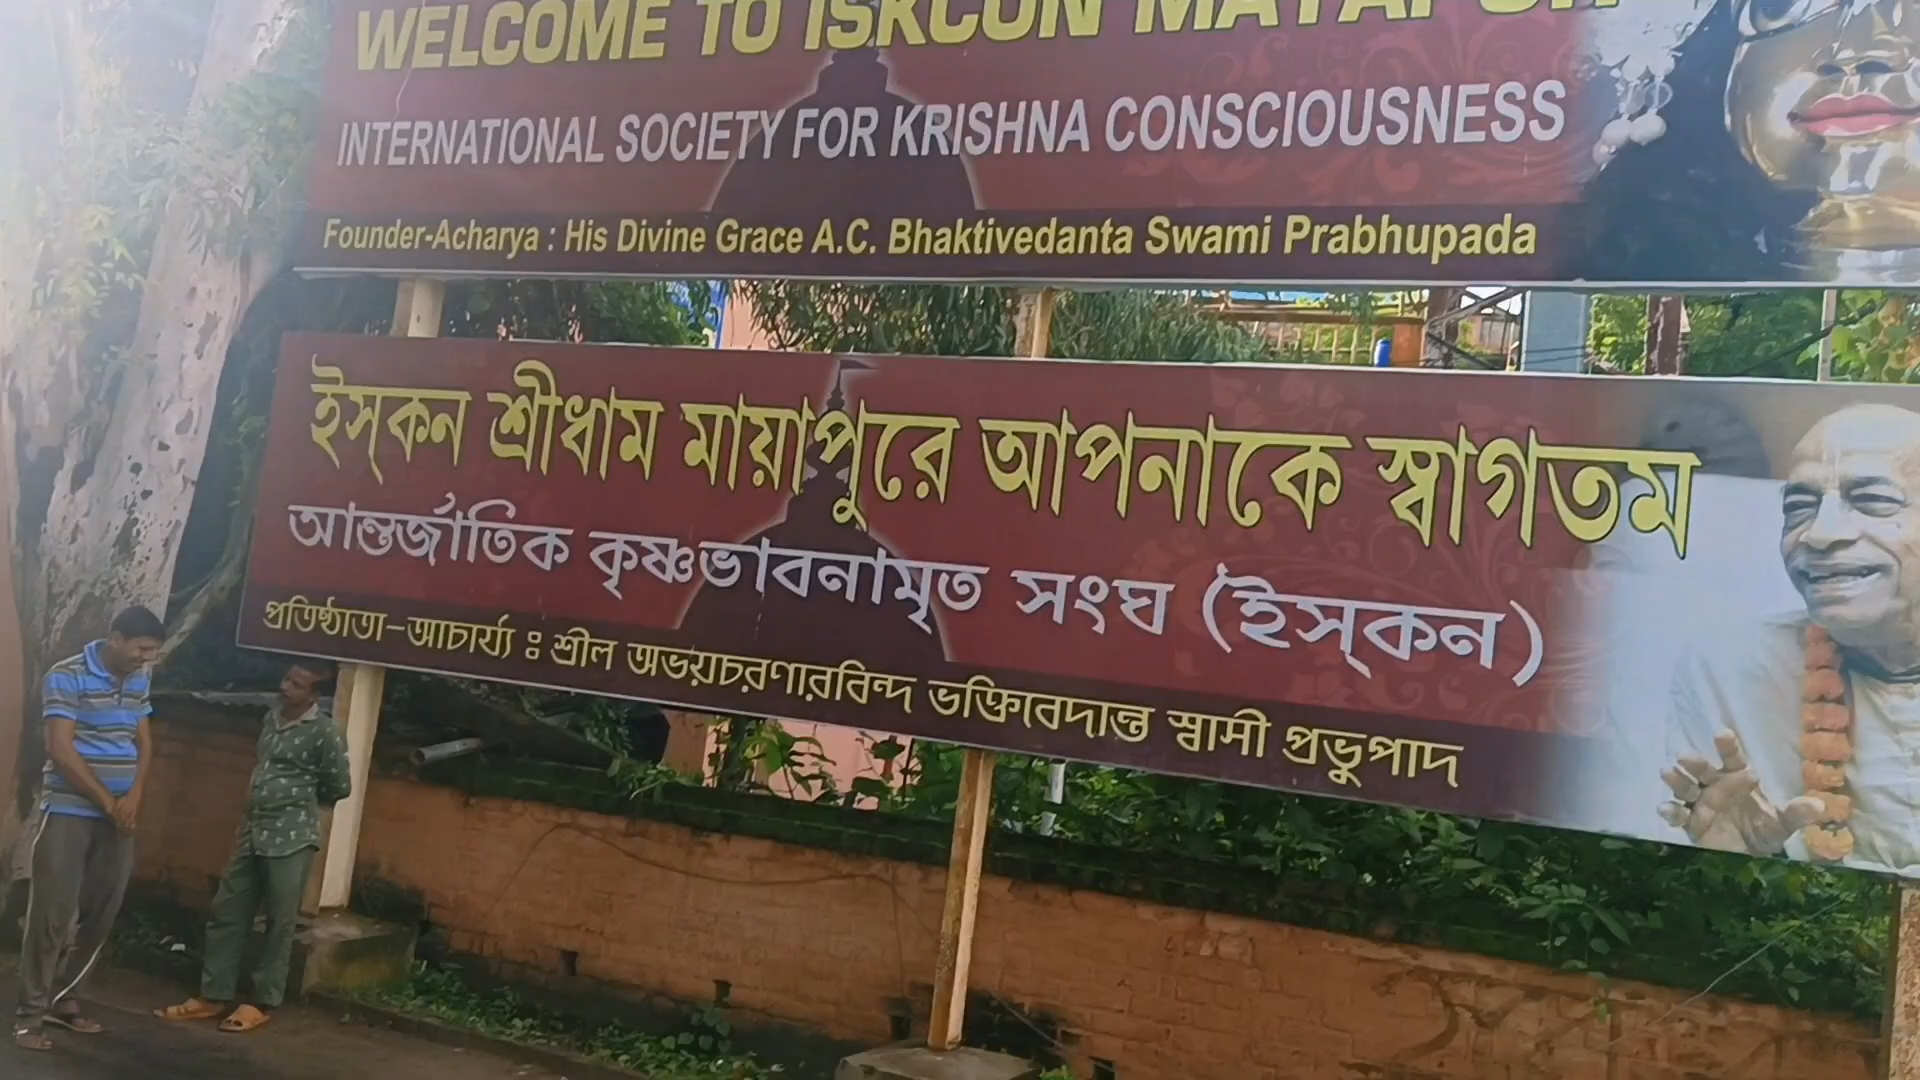 WELCOME TO ISKCON MAYAPUR
INTERNATIONAL SOCIETY FOR KRISHNA CONSCIOUSNESS
Founder-Acharya : His Divine Grace A.C. Bhaktivedanta Swami Prabhupada
ইস্‌কন শ্রীধাম মায়াপুরে আপনাকে স্বাগতম
আন্তর্জাতিক কৃষ্ণভাবনামৃত সংঘ (ইস্‌কন)
প্রতিষ্ঠাতা-আচার্য্য ঃ শ্রীল অভয়চরণারবিন্দ ভক্তিবেদান্ত স্বামী প্রভুপাদ